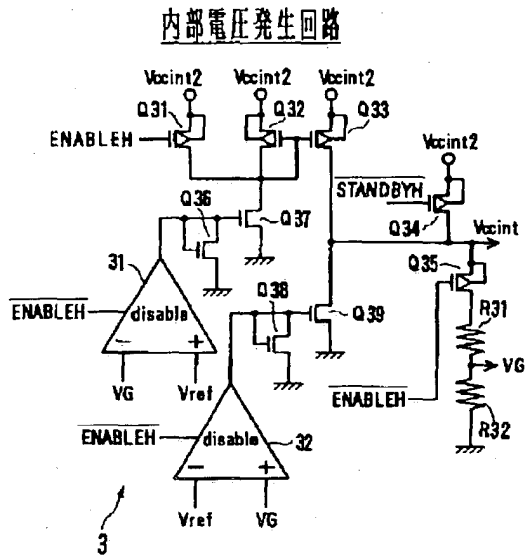 内部電圧発生回路
Vccint2 Vccint2 Vccint2
Q31 Q32 Q33
ENABLEH
Vccint2
STANDBYH
Q34
Vccint
Q36
Q37
31
Q35
ENABLEH
disable
- +
VG Vref
Q38
Q39
R31
VG
ENABLEH
R32
ENABLEH
disable
32
- +
Vref VG
3